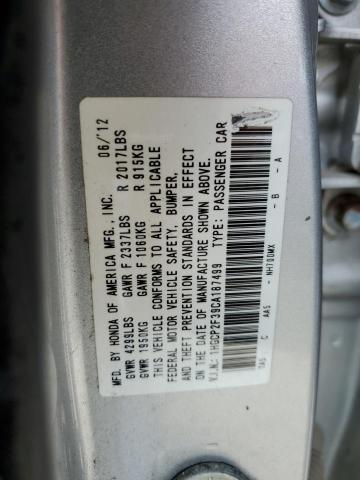 MFD. BY HONDA OF AMERICA MFG., INC. 06/'12
GVWR 4299LBS GAWR F 2337LBS R 2017LBS
GVWR 1950KG GAWR F 1060KG R 915KG
THIS VEHICLE CONFORMS TO ALL APPLICABLE
FEDERAL MOTOR VEHICLE SAFETY, BUMPER,
AND THEFT PREVENTION STANDARDS IN EFFECT
ON THE DATE OF MANUFACTURE SHOWN ABOVE.
V.I.N.: 1HGCP2F39CA187499 TYPE: PASSENGER CAR
C AAS NH700MX B - A